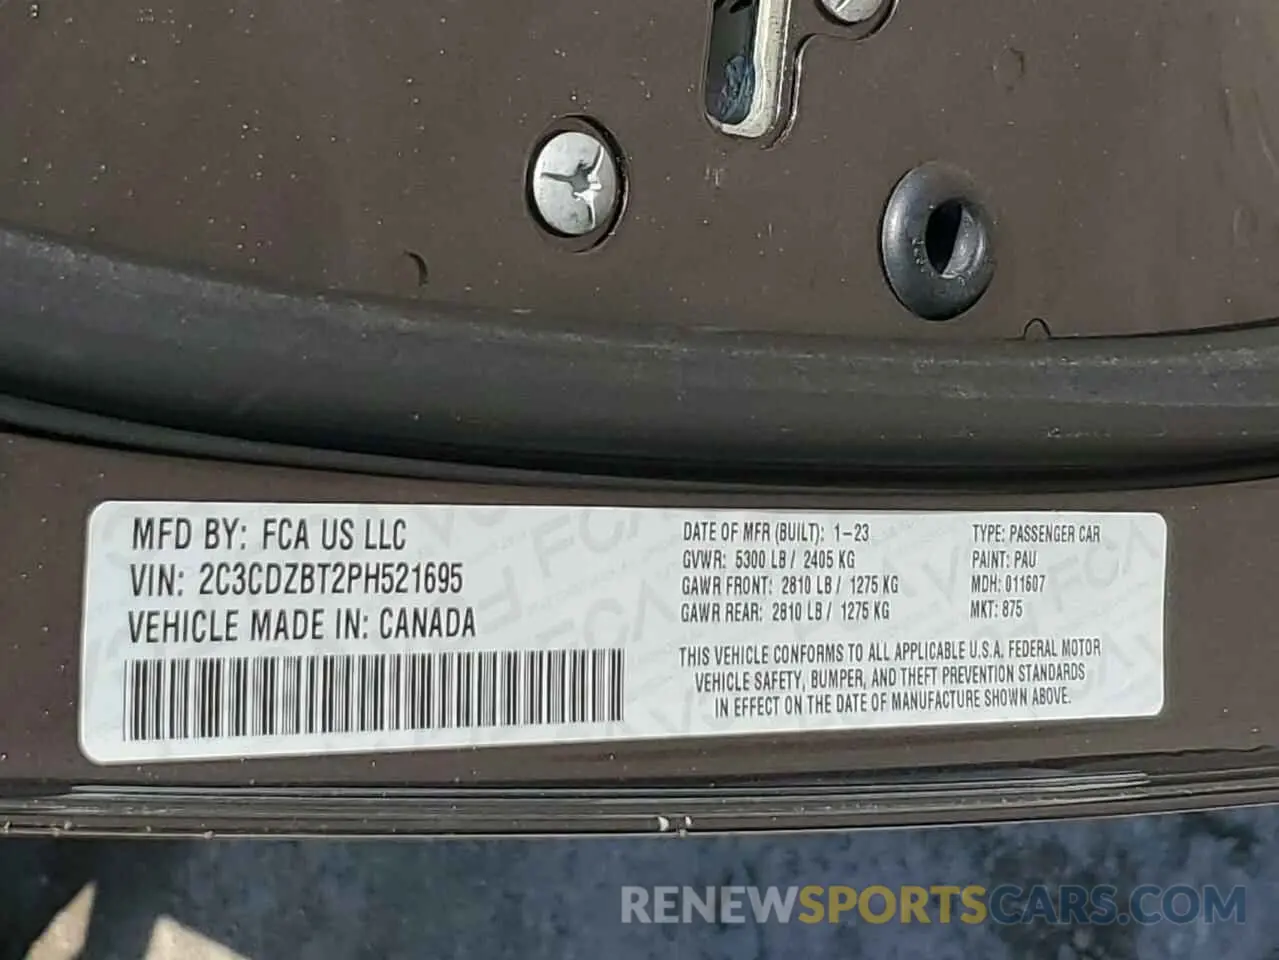 MFD BY: FCA US LLC
VIN: 2C3CDZBT2PH521695
VEHICLE MADE IN: CANADA
DATE OF MFR (BUILT): 1-23
GVWR: 5300 LB / 2405 KG
GAWR FRONT: 2810 LB / 1275 KG
GAWR REAR: 2810 LB / 1275 KG
TYPE: PASSENGER CAR
PAINT: PAU
MDH: 011607
MKT: 875
THIS VEHICLE CONFORMS TO ALL APPLICABLE U.S.A. FEDERAL MOTOR
VEHICLE SAFETY, BUMPER, AND THEFT PREVENTION STANDARDS
IN EFFECT ON THE DATE OF MANUFACTURE SHOWN ABOVE.
RENEWSPORTSCARS.COM